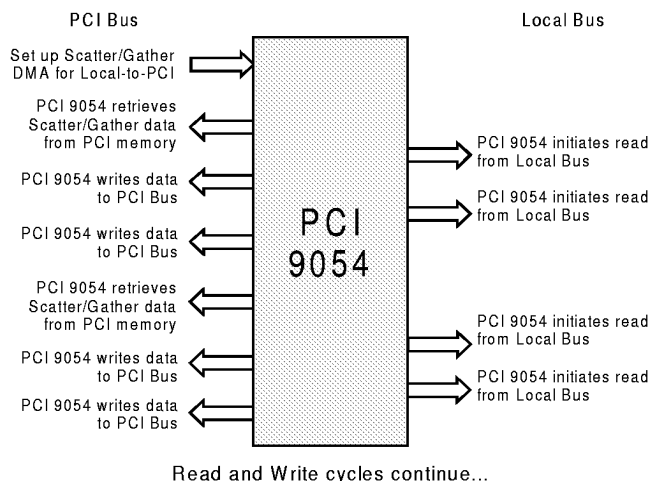 PCI Bus
Local Bus
Set up Scatter/Gather
DMA for Local-to-PCI
PCI 9054 retrieves
Scatter/Gather data
from PCI memory
PCI 9054 writes data
to PCI Bus
PCI 9054 writes data
to PCI Bus
PCI 9054 retrieves
Scatter/Gather data
from PCI memory
PCI 9054 writes data
to PCI Bus
PCI 9054 writes data
to PCI Bus
PCI
9054
PCI 9054 initiates read
from Local Bus
PCI 9054 initiates read
from Local Bus
PCI 9054 initiates read
from Local Bus
PCI 9054 initiates read
from Local Bus
Read and Write cycles continue...